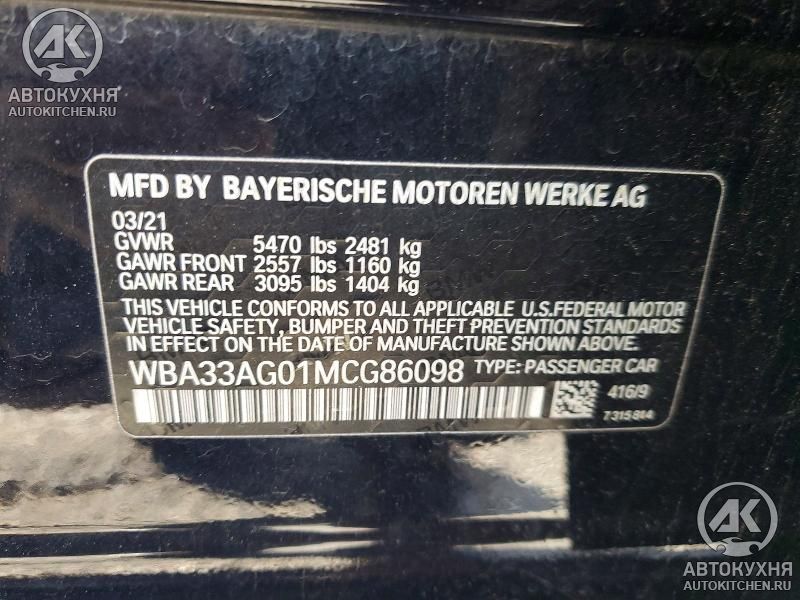 АК
АВТОКУХНЯ
AUTOKITCHEN.RU
MFD BY BAYERISCHE MOTOREN WERKE AG
03/21
GVWR 5470 lbs 2481 kg
GAWR FRONT 2557 lbs 1160 kg
GAWR REAR 3095 lbs 1404 kg
THIS VEHICLE CONFORMS TO ALL APPLICABLE U.S.FEDERAL MOTOR
VEHICLE SAFETY, BUMPER AND THEFT PREVENTION STANDARDS
IN EFFECT ON THE DATE OF MANUFACTURE SHOWN ABOVE.
WBA33AG01MCG86098 TYPE: PASSENGER CAR
416/9
7315814
АК
АВТОКУХНЯ
AUTOKITCHEN.RU